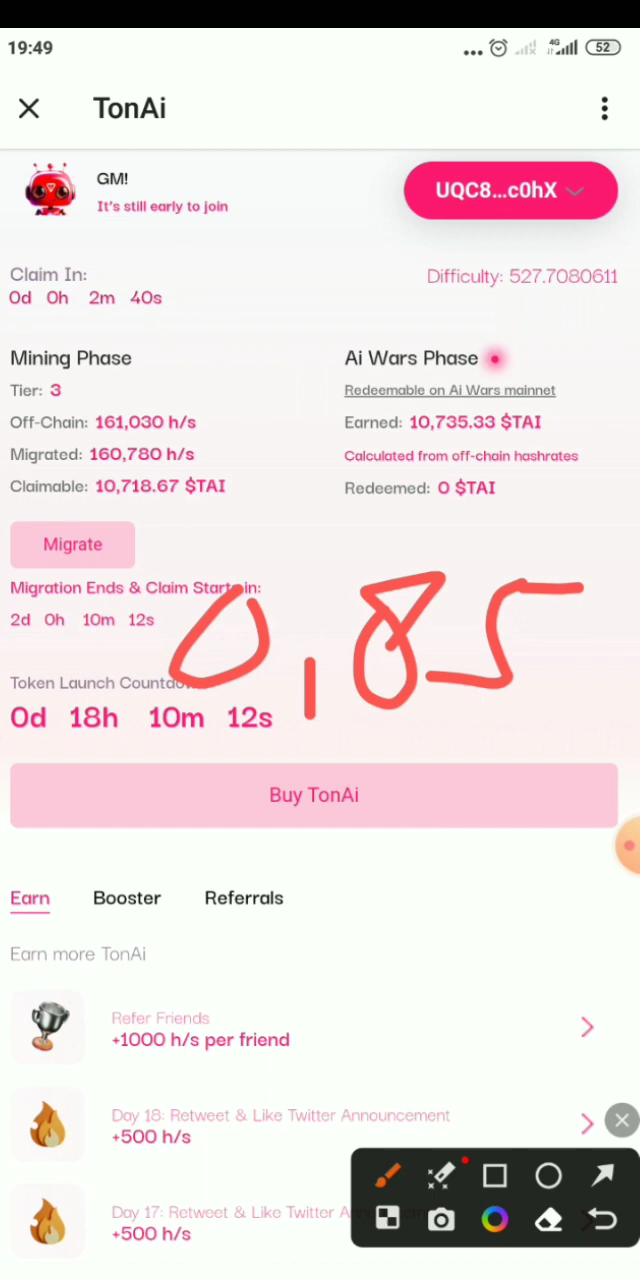 19:49
4G
52
TonAi
GM!
It's still early to join
UQC8...c0hX
Claim In:
0d 0h 2m 40s
Difficulty: 527.7080611
Mining Phase
Tier: 3
Off-Chain: 161,030 h/s
Migrated: 160,780 h/s
Claimable: 10,718.67 $TAI
Ai Wars Phase
Redeemable on Ai Wars mainnet
Earned: 10,735.33 $TAI
Calculated from off-chain hashrates
Redeemed: 0 $TAI
Migrate
Migration Ends & Claim Starts in:
2d 0h 10m 12s
0,85
Token Launch Countdown
0d 18h 10m 12s
Buy TonAi
Earn Booster Referrals
Earn more TonAi
Refer Friends
+1000 h/s per friend
Day 18: Retweet & Like Twitter Announcement
+500 h/s
Day 17: Retweet & Like Twitter
+500 h/s